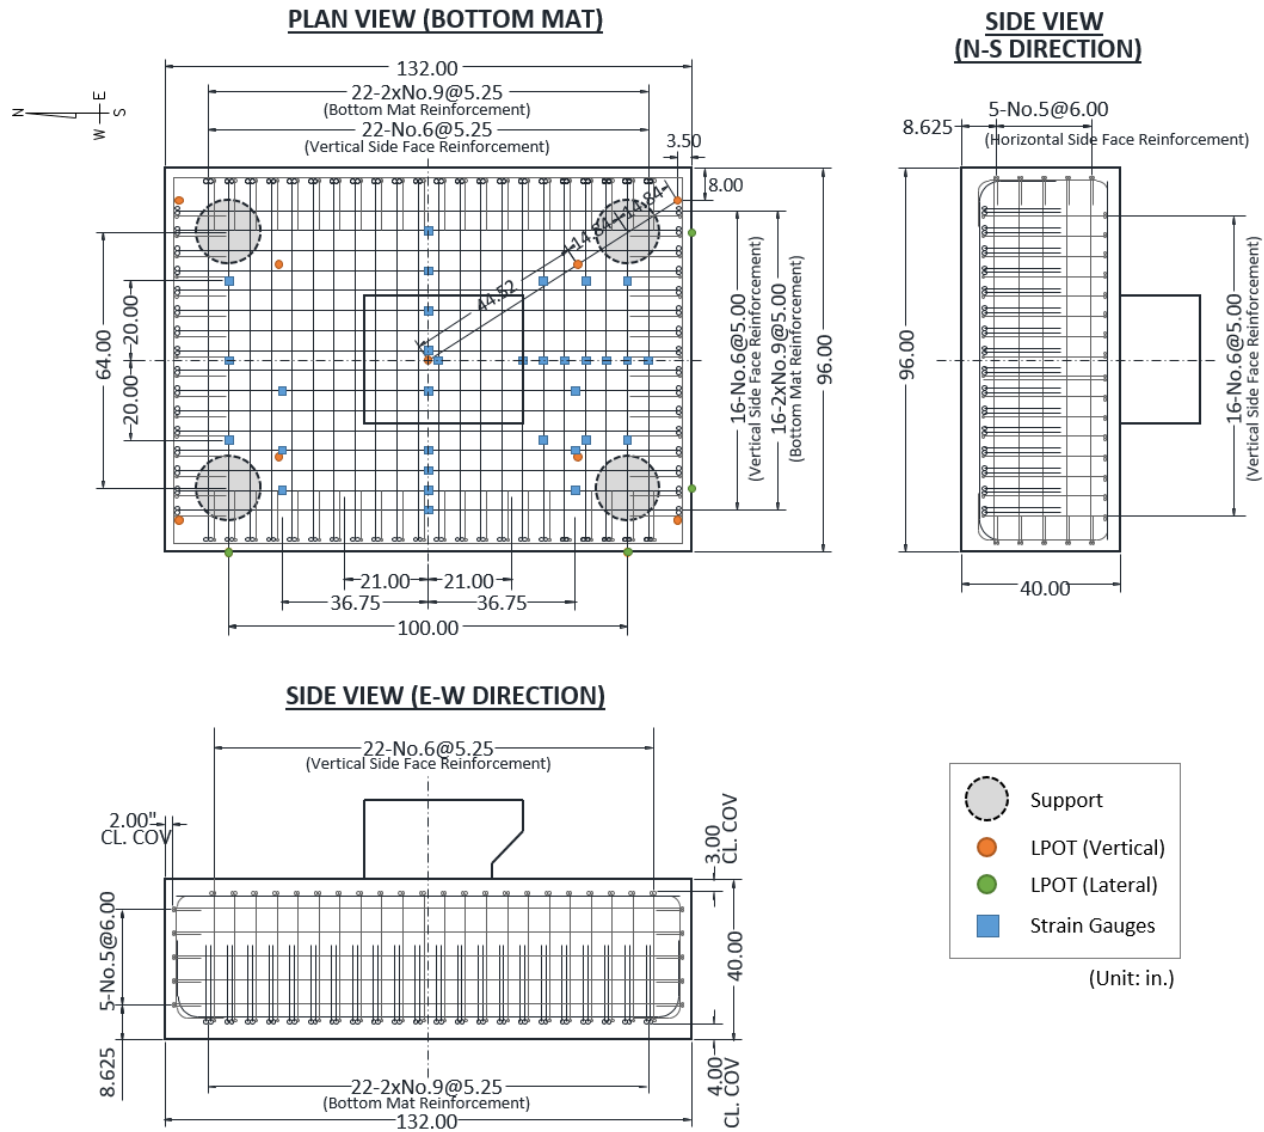 PLAN VIEW (BOTTOM MAT)
SIDE VIEW
(N-S DIRECTION)
132.00
22-2xNo.9@5.25
(Bottom Mat Reinforcement)
22-No.6@5.25
(Vertical Side Face Reinforcement)
N
E
S
W
3.50
8.00
14.84
14.84
44.52
64.00
20.00
20.00
16-No.6@5.00
(Vertical Side Face Reinforcement)
16-2xNo.9@5.00
(Bottom Mat Reinforcement)
96.00
21.00
21.00
36.75
36.75
100.00
5-No.5@6.00
8.625
(Horizontal Side Face Reinforcement)
96.00
16-No.6@5.00
(Vertical Side Face Reinforcement)
40.00
SIDE VIEW (E-W DIRECTION)
22-No.6@5.25
(Vertical Side Face Reinforcement)
2.00"
CL. COV
3.00
CL. COV
5-No.5@6.00
8.625
40.00
4.00
CL. COV
22-2xNo.9@5.25
(Bottom Mat Reinforcement)
132.00
Support
LPOT (Vertical)
LPOT (Lateral)
Strain Gauges
(Unit: in.)